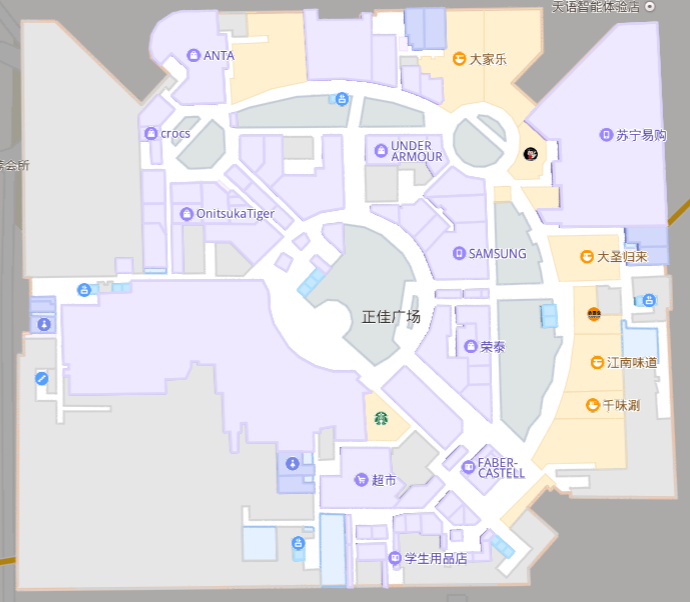 天语智能体验店
ANTA
大家乐
crocs
苏宁易购
UNDER
ARMOUR
茶会所
OnitsukaTiger
SAMSUNG
大圣归来
正佳广场
荣泰
江南味道
千味涮
FABER-
CASTELL
超市
学生用品店